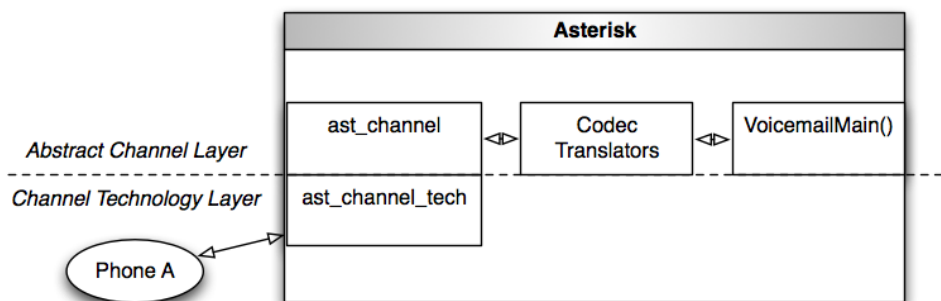 Asterisk
ast_channel
Codec
Translators
VoicemailMain()
Abstract Channel Layer
Channel Technology Layer
ast_channel_tech
Phone A